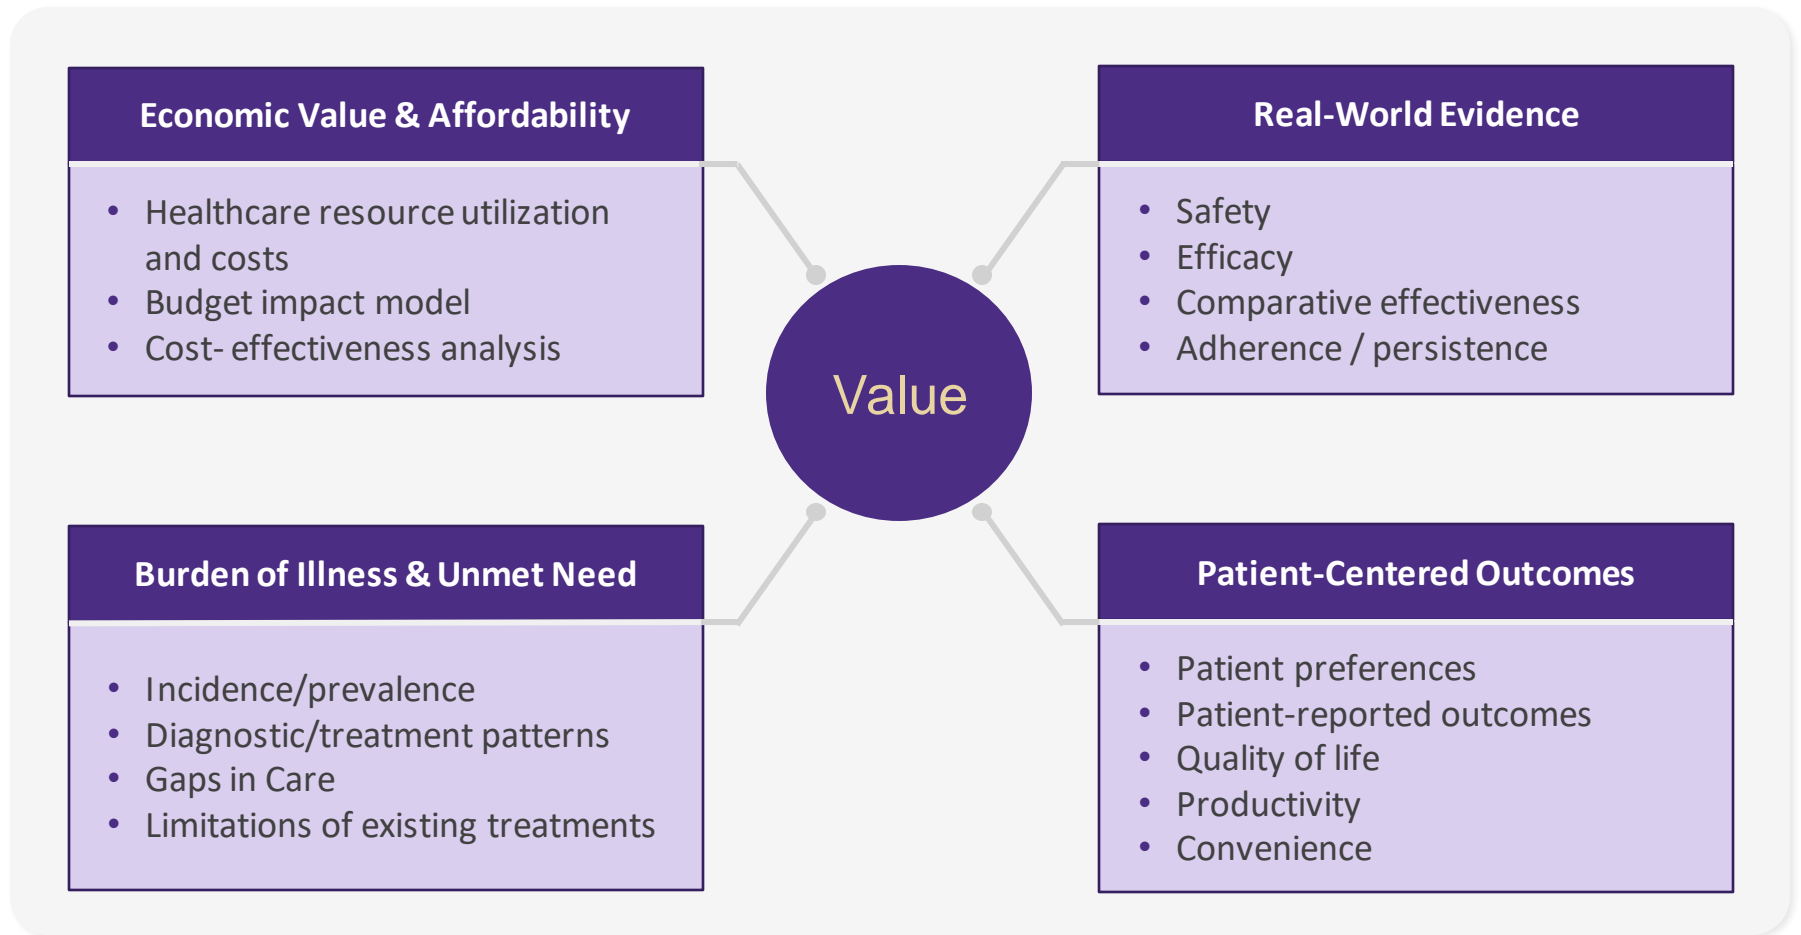 Economic Value & Affordability
• Healthcare resource utilization
and costs
• Budget impact model
• Cost- effectiveness analysis
Real-World Evidence
• Safety
• Efficacy
• Comparative effectiveness
• Adherence / persistence
Value
Burden of Illness & Unmet Need
• Incidence/prevalence
• Diagnostic/treatment patterns
• Gaps in Care
• Limitations of existing treatments
Patient-Centered Outcomes
• Patient preferences
• Patient-reported outcomes
• Quality of life
• Productivity
• Convenience